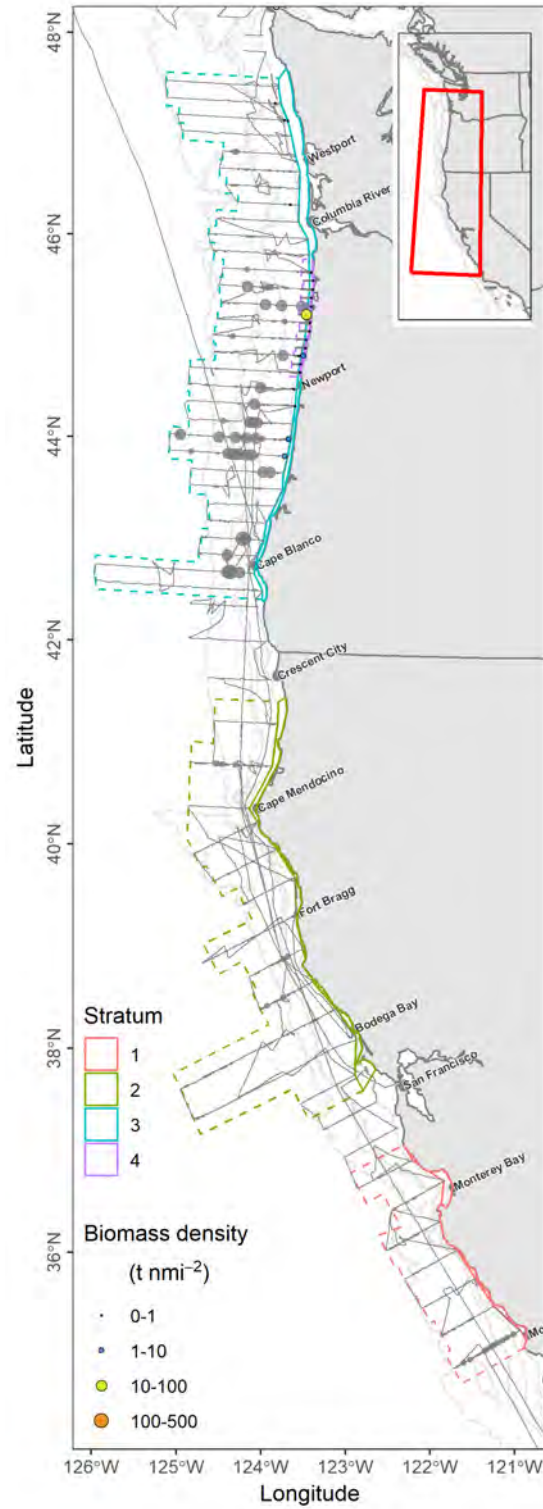 48°N
46°N
44°N
42°N
40°N
38°N
36°N
Latitude
Westport
Columbia River
Newport
Cape Blanco
Crescent City
Cape Mendocino
Fort Bragg
Bodega Bay
San Francisco
Monterey Bay
Mo
Stratum
1
2
3
4
Biomass density
(t nmi⁻²)
0-1
1-10
10-100
100-500
126°W
125°W
124°W
123°W
122°W
121°W
Longitude